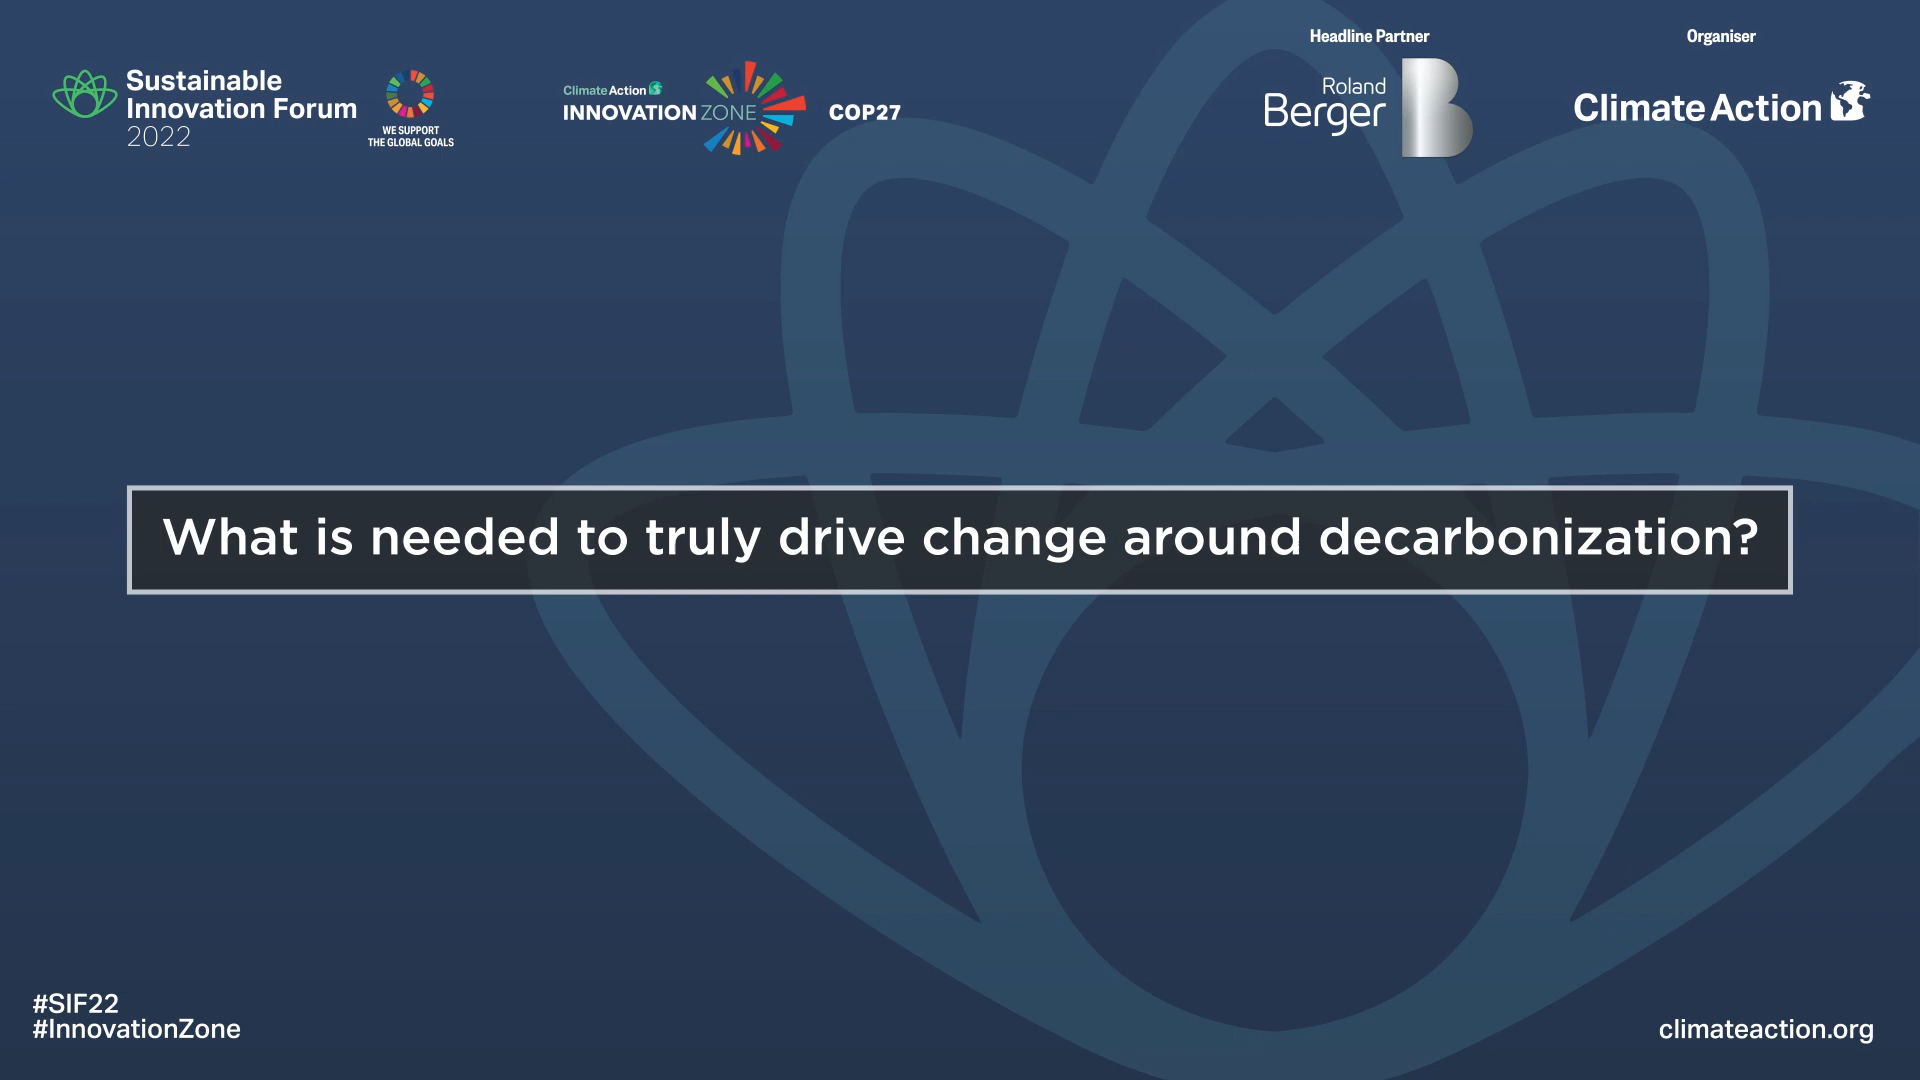 Sustainable
Innovation Forum
2022
WE SUPPORT
THE GLOBAL GOALS
Climate Action
INNOVATION ZONE
COP27
Headline Partner
Roland
Berger
B
Organiser
Climate Action
What is needed to truly drive change around decarbonization?
#SIF22
#InnovationZone
climateaction.org